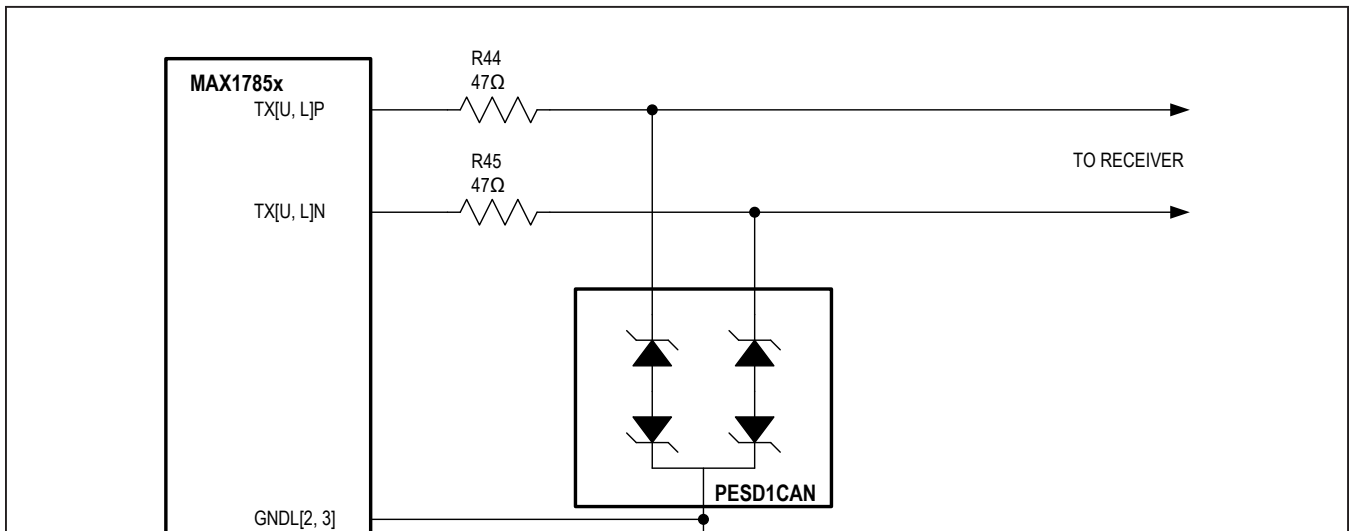 R44
47Ω
MAX1785x
TX[U, L]P
TO RECEIVER
R45
47Ω
TX[U, L]N
PESD1CAN
GNDL[2, 3]